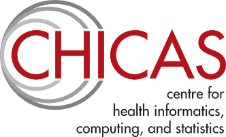 CHICAS
centre for
health informatics,
computing, and statistics